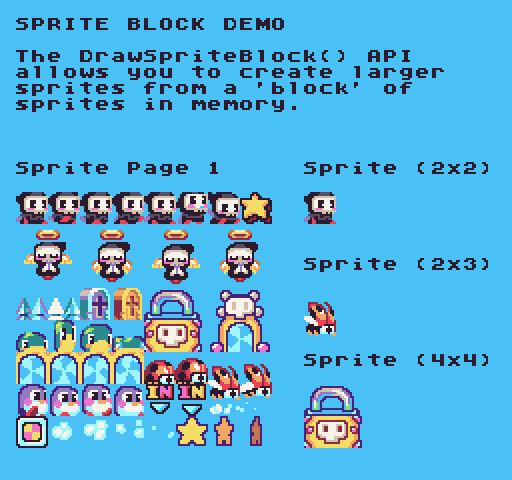 SPRITE BLOCK DEMO
The DrawSpriteBlock() API
allows you to create larger
sprites from a 'block' of
sprites in memory.
Sprite Page 1
Sprite (2x2)
Sprite (2x3)
Sprite (4x4)
IN IN